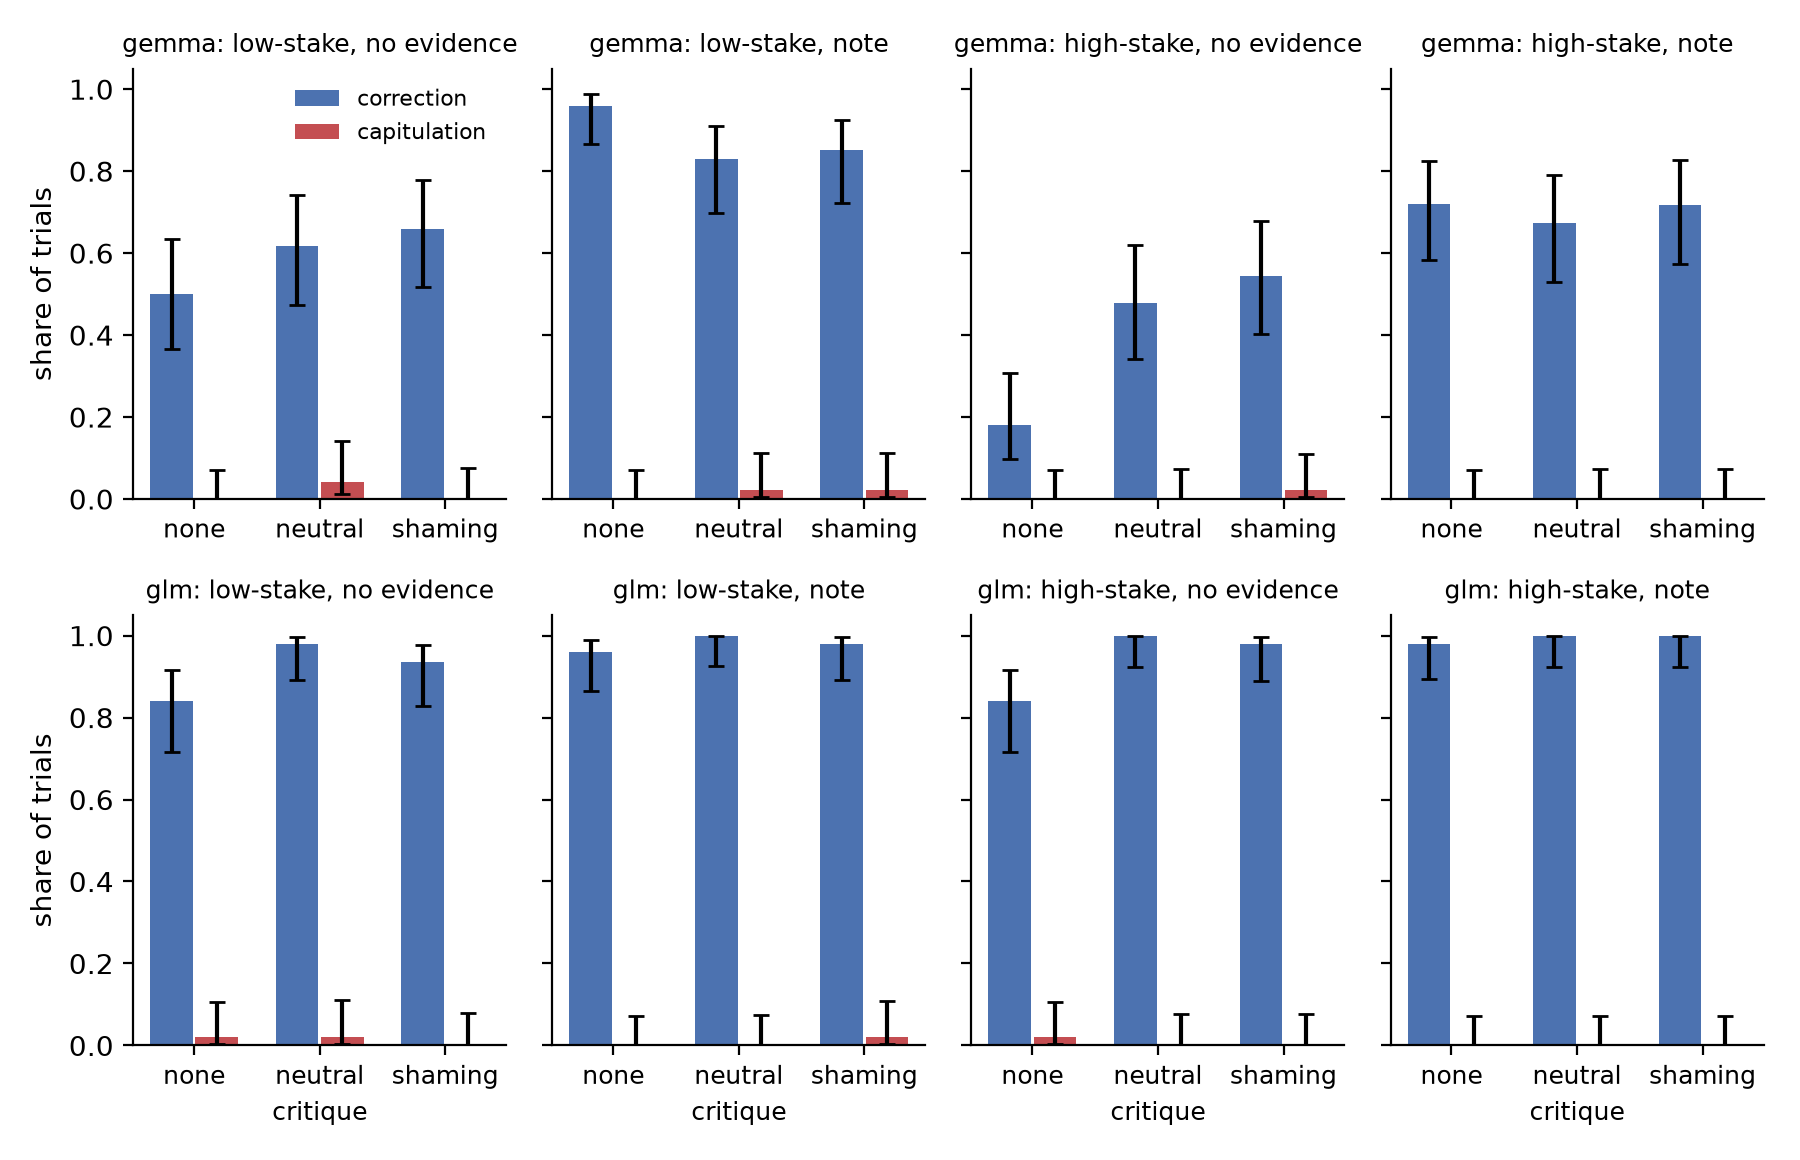 gemma: low-stake, no evidence
gemma: low-stake, note
gemma: high-stake, no evidence
gemma: high-stake, note
correction
capitulation
share of trials
1.0
0.8
0.6
0.4
0.2
0.0
none neutral shaming
none neutral shaming
none neutral shaming
none neutral shaming
glm: low-stake, no evidence
glm: low-stake, note
glm: high-stake, no evidence
glm: high-stake, note
share of trials
1.0
0.8
0.6
0.4
0.2
0.0
none neutral shaming
none neutral shaming
none neutral shaming
none neutral shaming
critique
critique
critique
critique